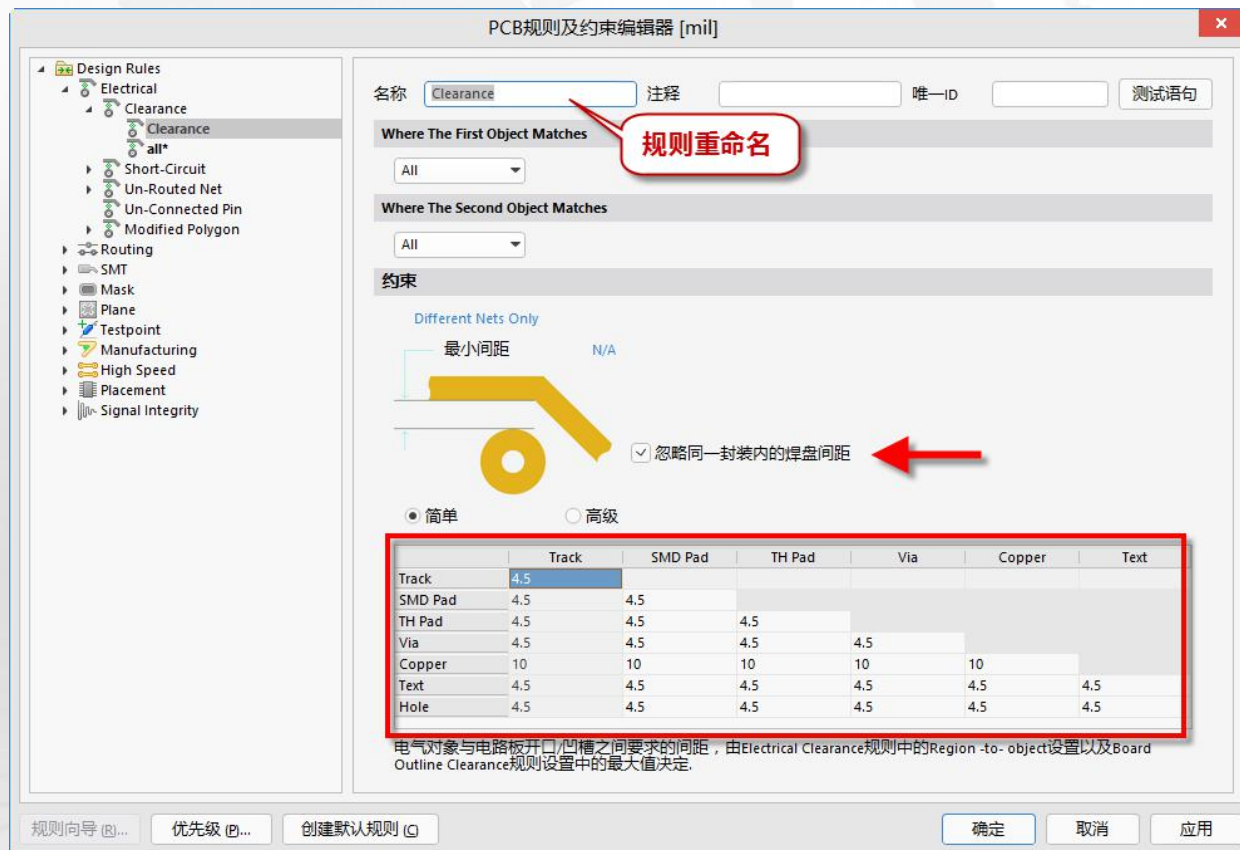 PCB规则及约束编辑器 [mil]
Design Rules
Electrical
Clearance
Clearance
all*
Short-Circuit
Un-Routed Net
Un-Connected Pin
Modified Polygon
Routing
SMT
Mask
Plane
Testpoint
Manufacturing
High Speed
Placement
Signal Integrity
名称 Clearance 注释 唯一ID 测试语句
Where The First Object Matches
规则重命名
All
Where The Second Object Matches
All
约束
Different Nets Only
最小间距 N/A
忽略同一封装内的焊盘间距
简单 高级
Track SMD Pad TH Pad Via Copper Text
Track 4.5
SMD Pad 4.5 4.5
TH Pad 4.5 4.5 4.5
Via 4.5 4.5 4.5 4.5
Copper 10 10 10 10 10
Text 4.5 4.5 4.5 4.5 4.5 4.5
Hole 4.5 4.5 4.5 4.5 4.5 4.5
电气对象与电路板开口/凹槽之间要求的间距，由Electrical Clearance规则中的Region -to- object设置以及Board
Outline Clearance规则设置中的最大值决定.
规则向导 (R)... 优先级 (P)... 创建默认规则 (C) 确定 取消 应用